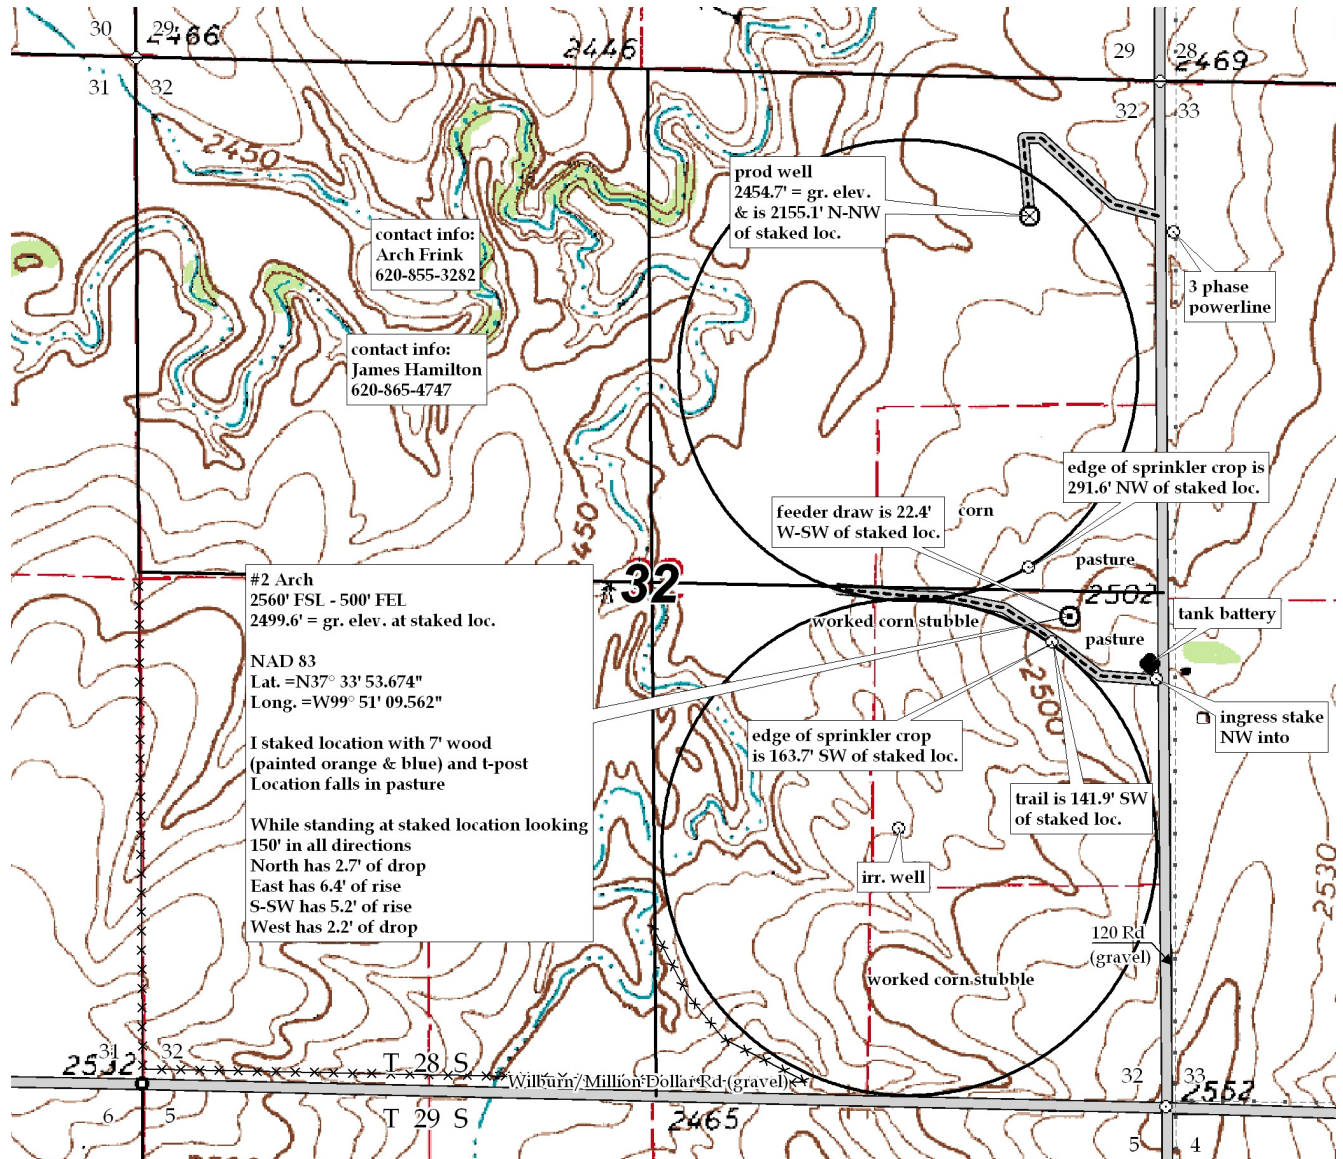 30
29
2466
2446
29
28
2469
31
32
32
33
2450
prod well
2454.7' = gr. elev.
& is 2155.1' N-NW
of staked loc.
contact info:
Arch Frink
620-855-3282
3 phase
powerline
contact info:
James Hamilton
620-865-4747
edge of sprinkler crop is
291.6' NW of staked loc.
feeder draw is 22.4'
W-SW of staked loc.
corn
2450
pasture
32
2502
#2 Arch
2560' FSL - 500' FEL
2499.6' = gr. elev. at staked loc.
NAD 83
Lat. =N37° 33' 53.674"
Long. =W99° 51' 09.562"
I staked location with 7' wood
(painted orange & blue) and t-post
Location falls in pasture
While standing at staked location looking
150' in all directions
North has 2.7' of drop
East has 6.4' of rise
S-SW has 5.2' of rise
West has 2.2' of drop
worked corn stubble
pasture
tank battery
2500
ingress stake
NW into
edge of sprinkler crop
is 163.7' SW of staked loc.
trail is 141.9' SW
of staked loc.
irr. well
2530
120 Rd
(gravel)
worked corn stubble
31
32
2532
T 28 S
Wilburn/Million Dollar Rd (gravel)
32
33
2552
6
5
T 29 S
2465
5
4